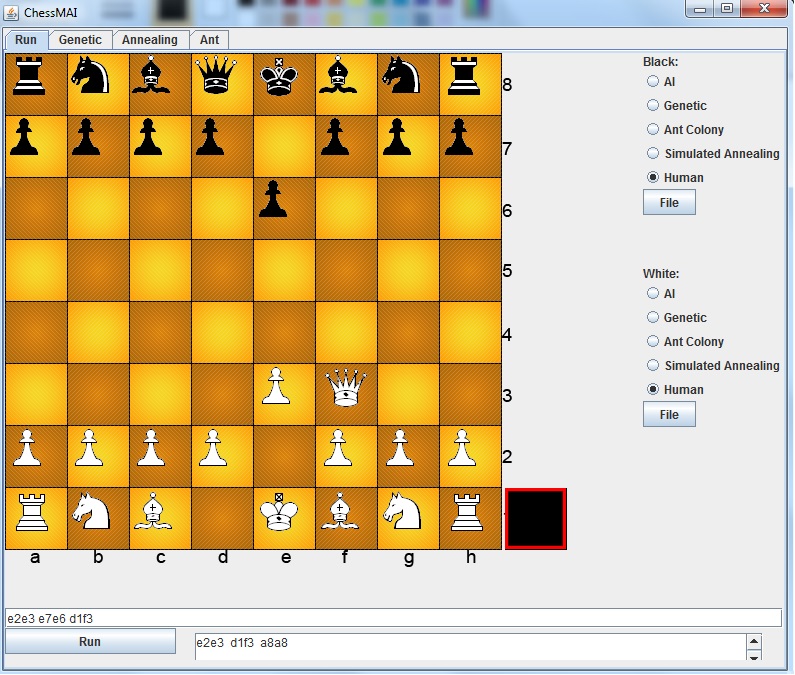 ChessMAI
Run Genetic Annealing Ant
Black:
AI
Genetic
Ant Colony
Simulated Annealing
Human
File
White:
AI
Genetic
Ant Colony
Simulated Annealing
Human
File
8
7
6
5
4
3
2
a b c d e f g h
e2e3 e7e6 d1f3
Run
e2e3 d1f3 a8a8